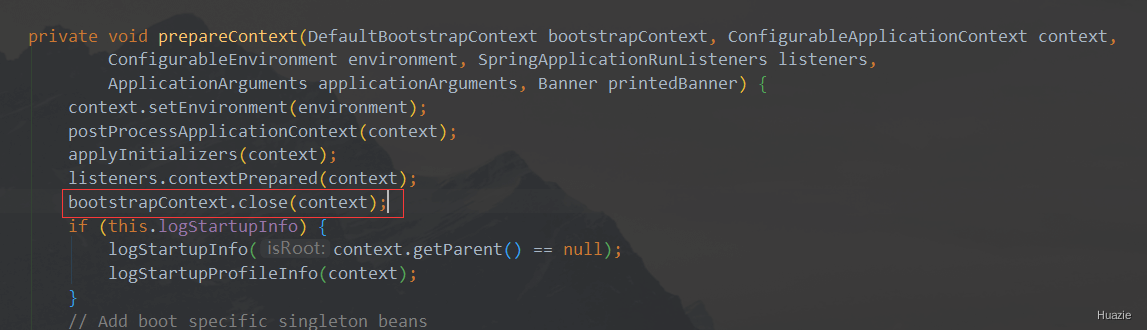 private void prepareContext(DefaultBootstrapContext bootstrapContext, ConfigurableApplicationContext context,
ConfigurableEnvironment environment, SpringApplicationRunListeners listeners,
ApplicationArguments applicationArguments, Banner printedBanner) {
context.setEnvironment(environment);
postProcessApplicationContext(context);
applyInitializers(context);
listeners.contextPrepared(context);
bootstrapContext.close(context);
if (this.logStartupInfo) {
logStartupInfo( isRoot: context.getParent() == null);
logStartupProfileInfo(context);
}
// Add boot specific singleton beans
Huazie